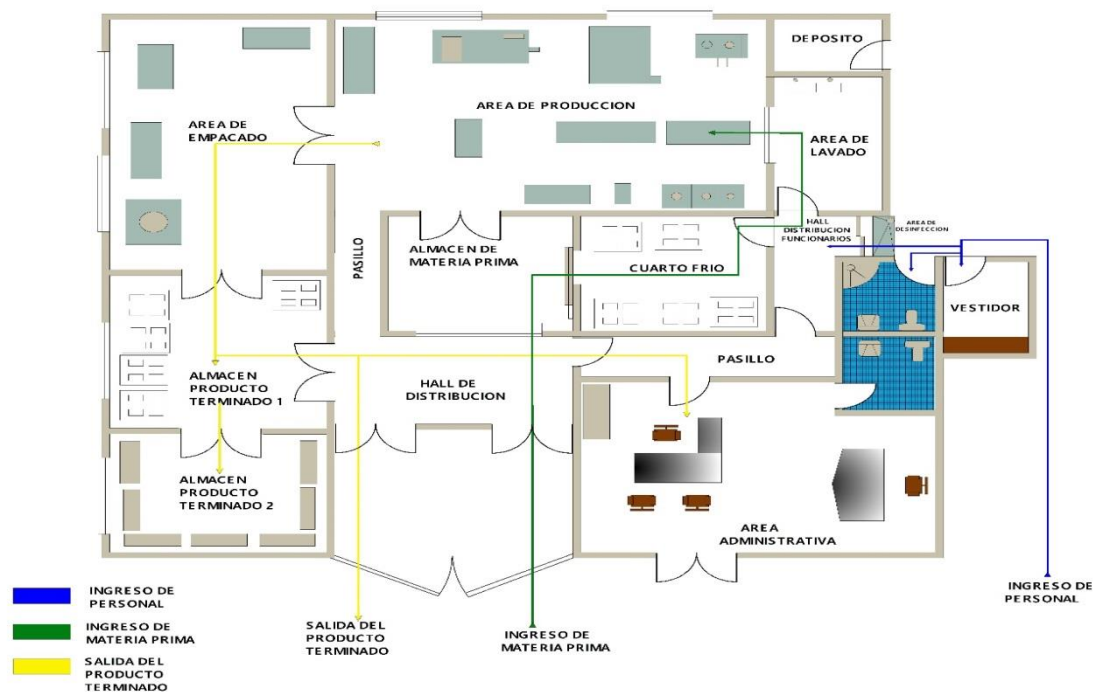 DEPOSITO
AREA DE PRODUCCION
AREA DE
EMPACADO
AREA DE
LAVADO
HALL
DISTRIBUCION
FUNCIONARIOS
AREA DE
DESINFECCION
ALMACEN DE
MATERIA PRIMA
PASILLO
CUARTO FRIO
VESTIDOR
PASILLO
ALMACEN
PRODUCTO
TERMINADO 1
HALL DE
DISTRIBUCION
ALMACEN
PRODUCTO
TERMINADO 2
AREA
ADMINISTRATIVA
INGRESO DE
PERSONAL
INGRESO DE
MATERIA PRIMA
SALIDA DEL
PRODUCTO
TERMINADO
SALIDA DEL
PRODUCTO
TERMINADO
INGRESO DE
MATERIA PRIMA
INGRESO DE
PERSONAL